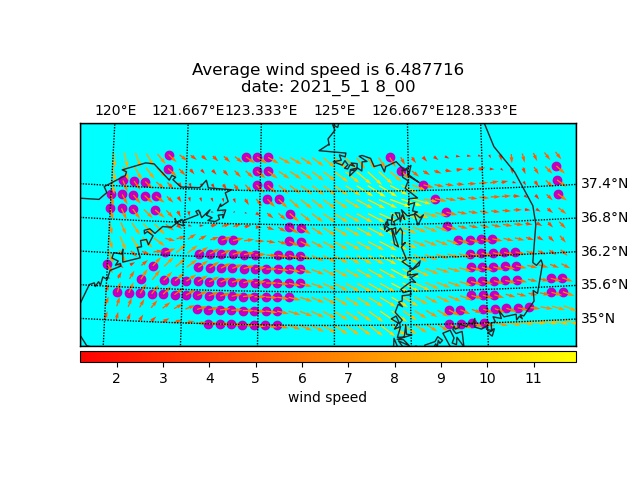 Average wind speed is 6.487716
date: 2021_5_1 8_00
120°E 121.667°E 123.333°E 125°E 126.667°E 128.333°E
37.4°N
36.8°N
36.2°N
35.6°N
35°N
2 3 4 5 6 7 8 9 10 11
wind speed